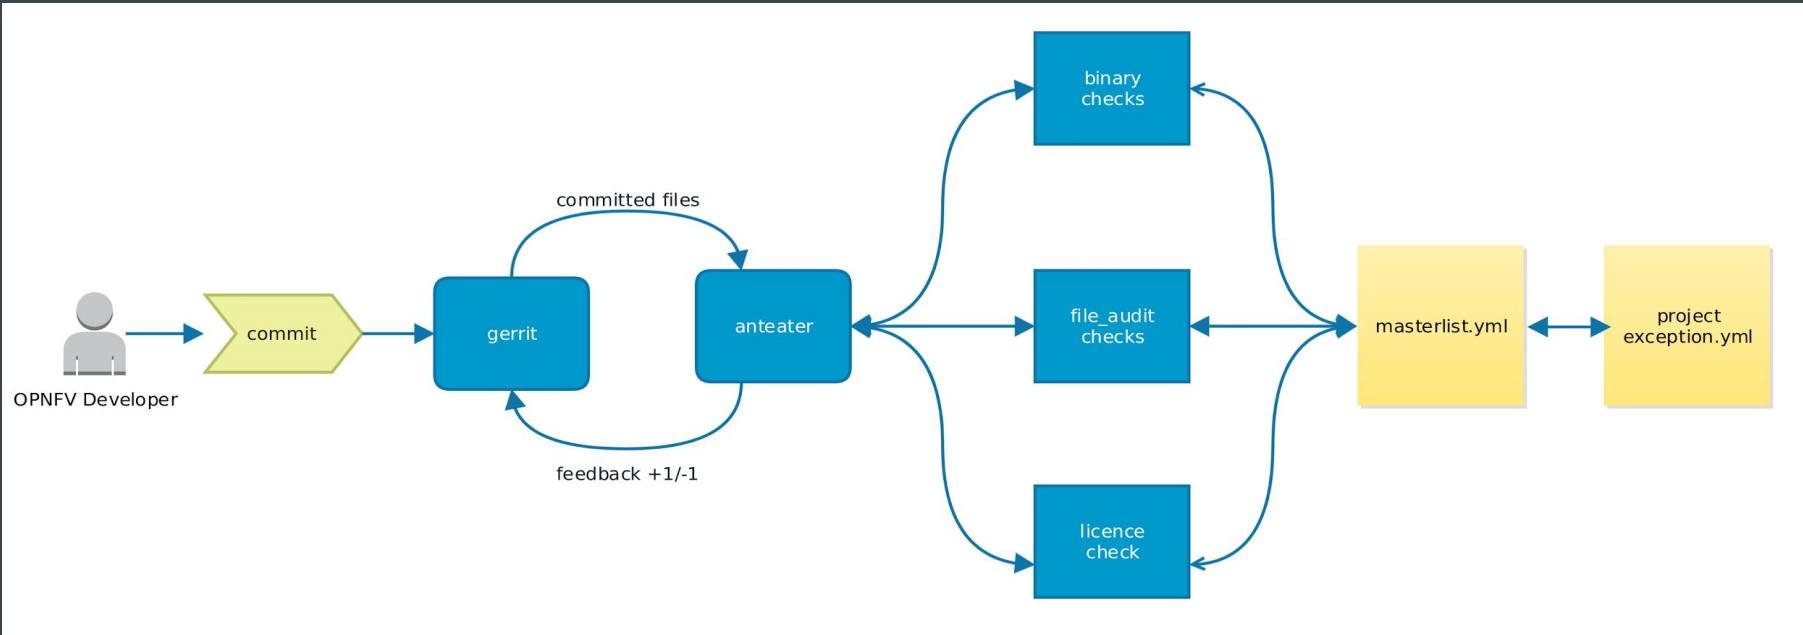 OPNFV Developer
commit
gerrit
committed files
feedback +1/-1
anteater
binary
checks
file_audit
checks
licence
check
masterlist.yml
project
exception.yml